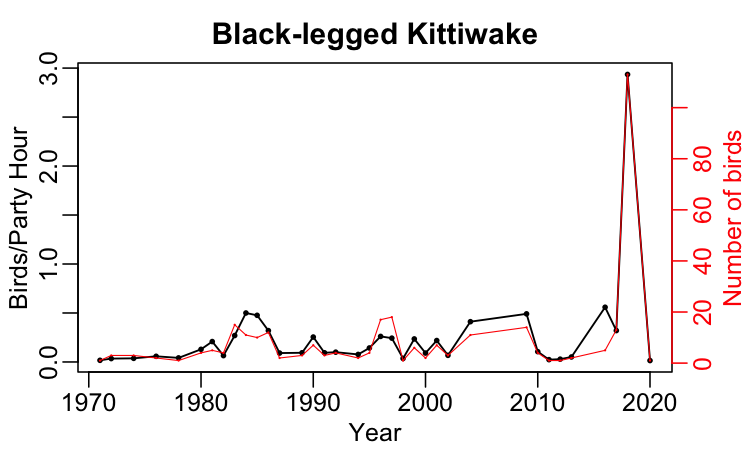 Black-legged Kittiwake
Birds/Party Hour
0.0 1.0 2.0 3.0
1970 1980 1990 2000 2010 2020
Year
0 20 40 60 80
Number of birds